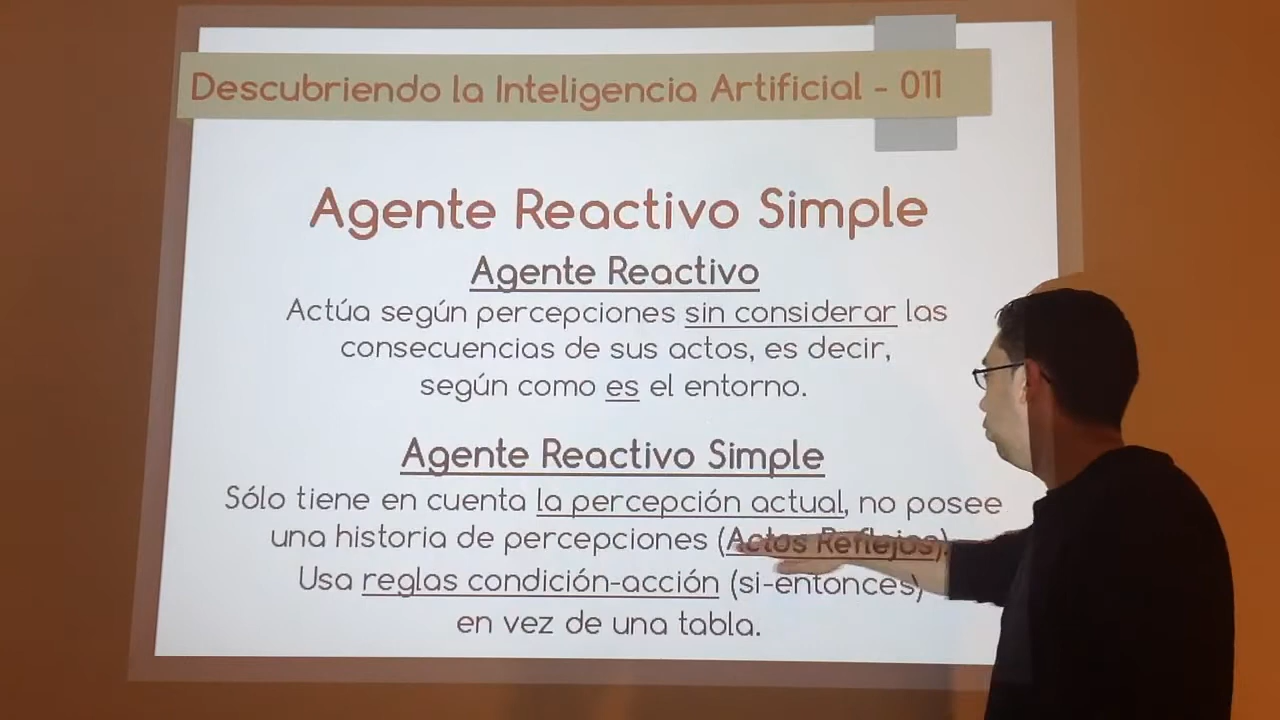 Descubriendo la Inteligencia Artificial - 011
Agente Reactivo Simple
Agente Reactivo
Actúa según percepciones sin considerar las
consecuencias de sus actos, es decir,
según como es el entorno.
Agente Reactivo Simple
Sólo tiene en cuenta la percepción actual, no posee
una historia de percepciones (Actos Reflejos).
Usa reglas condición-acción (si-entonces)
en vez de una tabla.